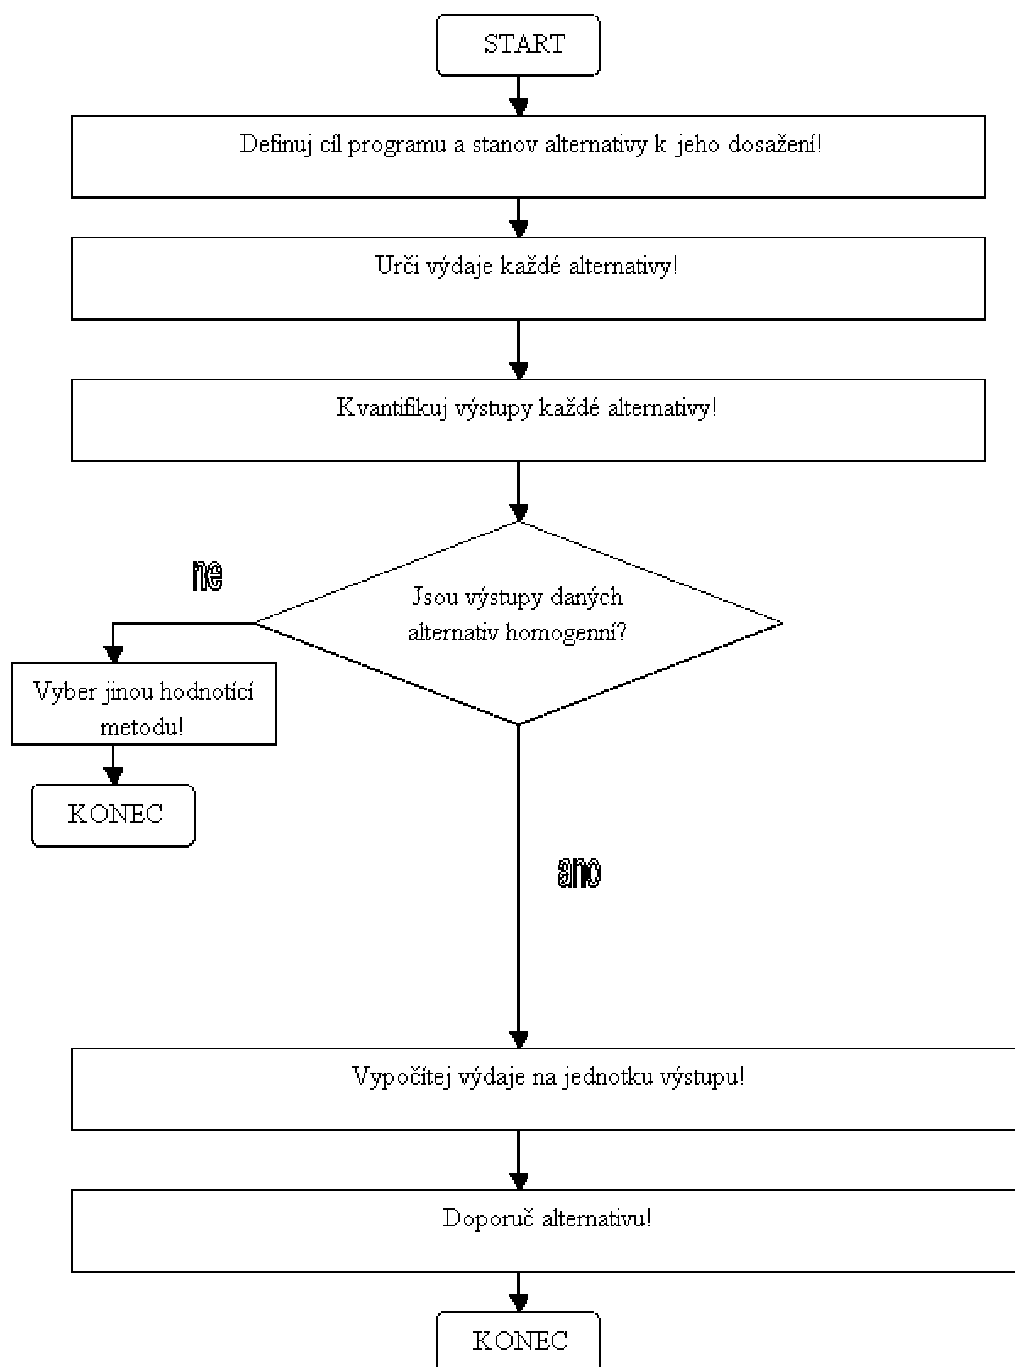 START
Definuj cíl programu a stanov alternativy k jeho dosažení!
Urči výdaje každé alternativy!
Kvantifikuj výstupy každé alternativy!
ne
Jsou výstupy daných
alternativ homogenní?
Vyber jinou hodnotící
metodu!
KONEC
ano
Vypočítej výdaje na jednotku výstupu!
Doporuč alternativu!
KONEC